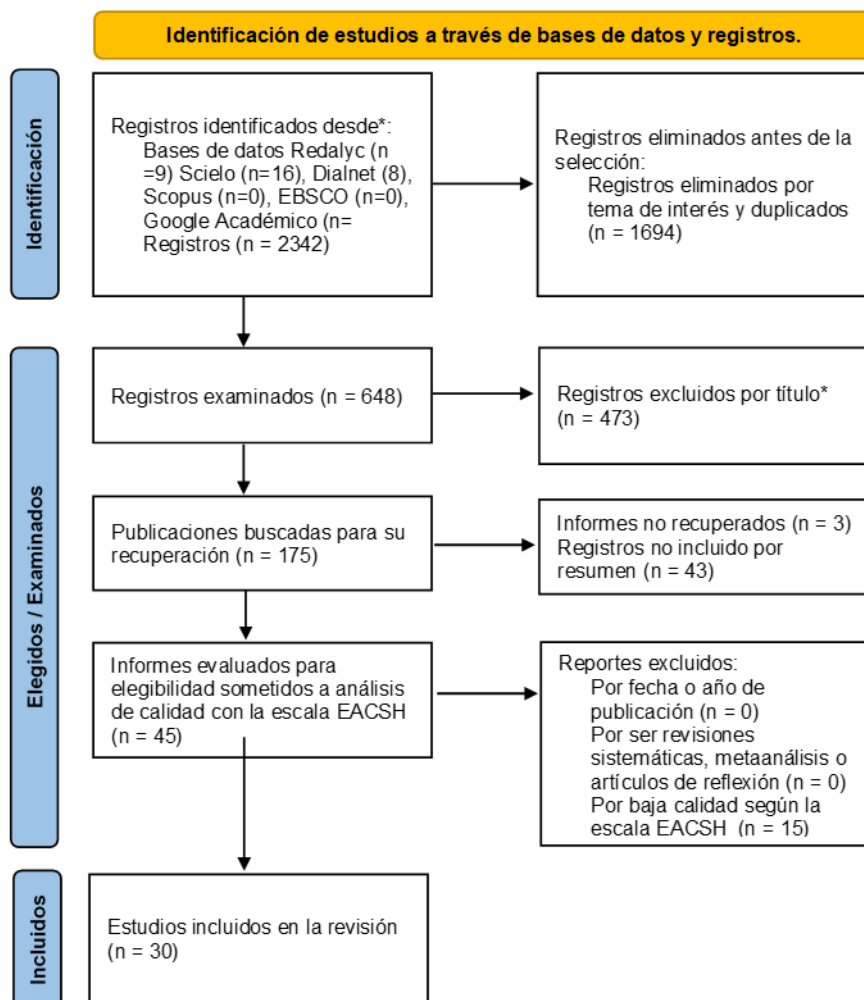 Identificación de estudios a través de bases de datos y registros.
Identificación
Registros identificados desde*:
Bases de datos Redalyc (n
=9) Scielo (n=16), Dialnet (8),
Scopus (n=0), EBSCO (n=0),
Google Académico (n=
Registros (n = 2342)
Registros eliminados antes de la
selección:
Registros eliminados por
tema de interés y duplicados
(n = 1694)
Elegidos / Examinados
Registros examinados (n = 648)
Registros excluidos por título*
(n = 473)
Publicaciones buscadas para su
recuperación (n = 175)
Informes no recuperados (n = 3)
Registros no incluido por
resumen (n = 43)
Informes evaluados para
elegibilidad sometidos a análisis
de calidad con la escala EACSH
(n = 45)
Reportes excluidos:
Por fecha o año de
publicación (n = 0)
Por ser revisiones
sistemáticas, metaanálisis o
artículos de reflexión (n = 0)
Por baja calidad según la
escala EACSH (n = 15)
Incluidos
Estudios incluidos en la revisión
(n = 30)